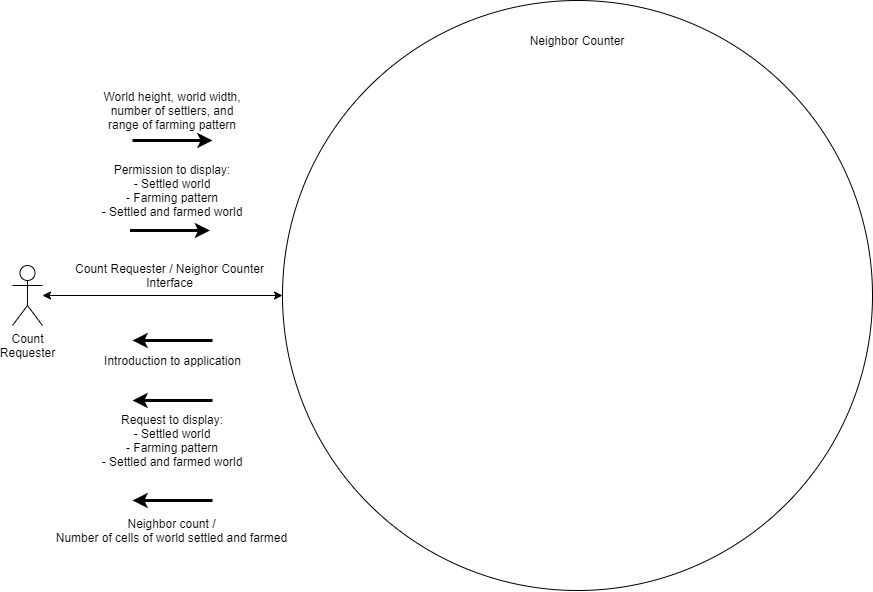 Neighbor Counter
World height, world width,
number of settlers, and
range of farming pattern
Permission to display:
- Settled world
- Farming pattern
- Settled and farmed world
Count Requester / Neighor Counter
Interface
Count
Requester
Introduction to application
Request to display:
- Settled world
- Farming pattern
- Settled and farmed world
Neighbor count /
Number of cells of world settled and farmed